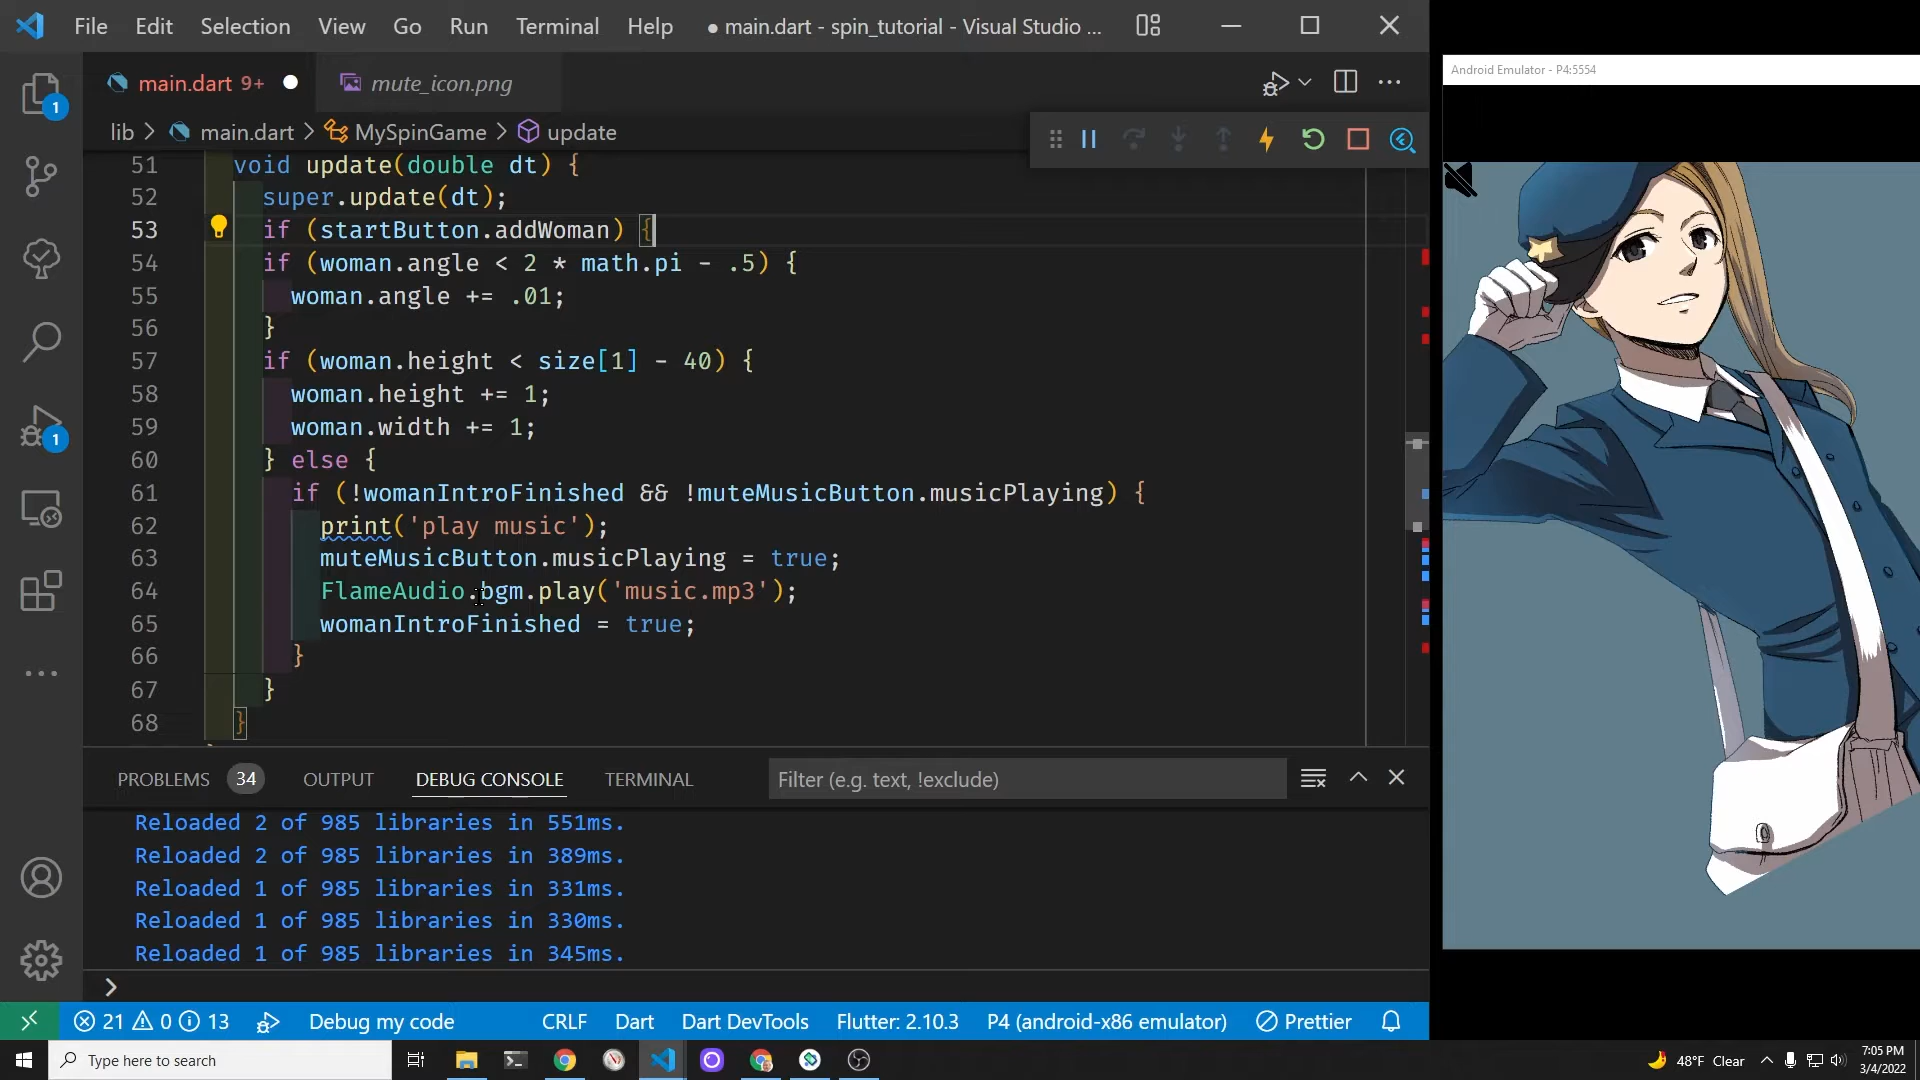 File Edit Selection View Go Run Terminal Help ● main.dart - spin_tutorial - Visual Studio ...
main.dart 9+ ● mute_icon.png
lib > main.dart > MySpinGame > update
Android Emulator - P4:5554
51 void update(double dt) {
52 super.update(dt);
53 if (startButton.addWoman) {
54 if (woman.angle < 2 * math.pi - .5) {
55 woman.angle += .01;
56 }
57 if (woman.height < size[1] - 40) {
58 woman.height += 1;
59 woman.width += 1;
60 } else {
61 if (!womanIntroFinished && !muteMusicButton.musicPlaying) {
62 print('play music');
63 muteMusicButton.musicPlaying = true;
64 FlameAudio.bgm.play('music.mp3');
65 womanIntroFinished = true;
66 }
67 }
68 }
1
1
PROBLEMS 34 OUTPUT DEBUG CONSOLE TERMINAL Filter (e.g. text, !exclude)
Reloaded 2 of 985 libraries in 551ms.
Reloaded 2 of 985 libraries in 389ms.
Reloaded 1 of 985 libraries in 331ms.
Reloaded 1 of 985 libraries in 330ms.
Reloaded 1 of 985 libraries in 345ms.
>
21 0 13 Debug my code CRLF Dart Dart DevTools Flutter: 2.10.3 P4 (android-x86 emulator) Prettier
Type here to search 48°F Clear 7:05 PM
3/4/2022